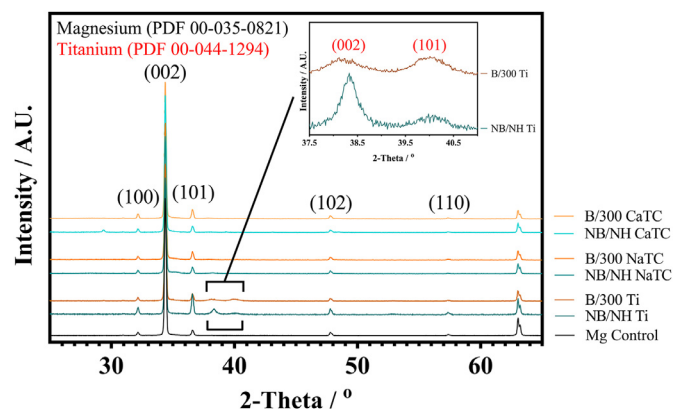 Magnesium (PDF 00-035-0821)
Titanium (PDF 00-044-1294)
(002)
(100)
(101)
(102)
(110)
(002)
(101)
B/300 Ti
NB/NH Ti
Intensity / A.U.
37.5 38.5 39.5 40.5
2-Theta / °
B/300 CaTC
NB/NH CaTC
B/300 NaTC
NB/NH NaTC
B/300 Ti
NB/NH Ti
Mg Control
Intensity / A.U.
30 40 50 60
2-Theta / °